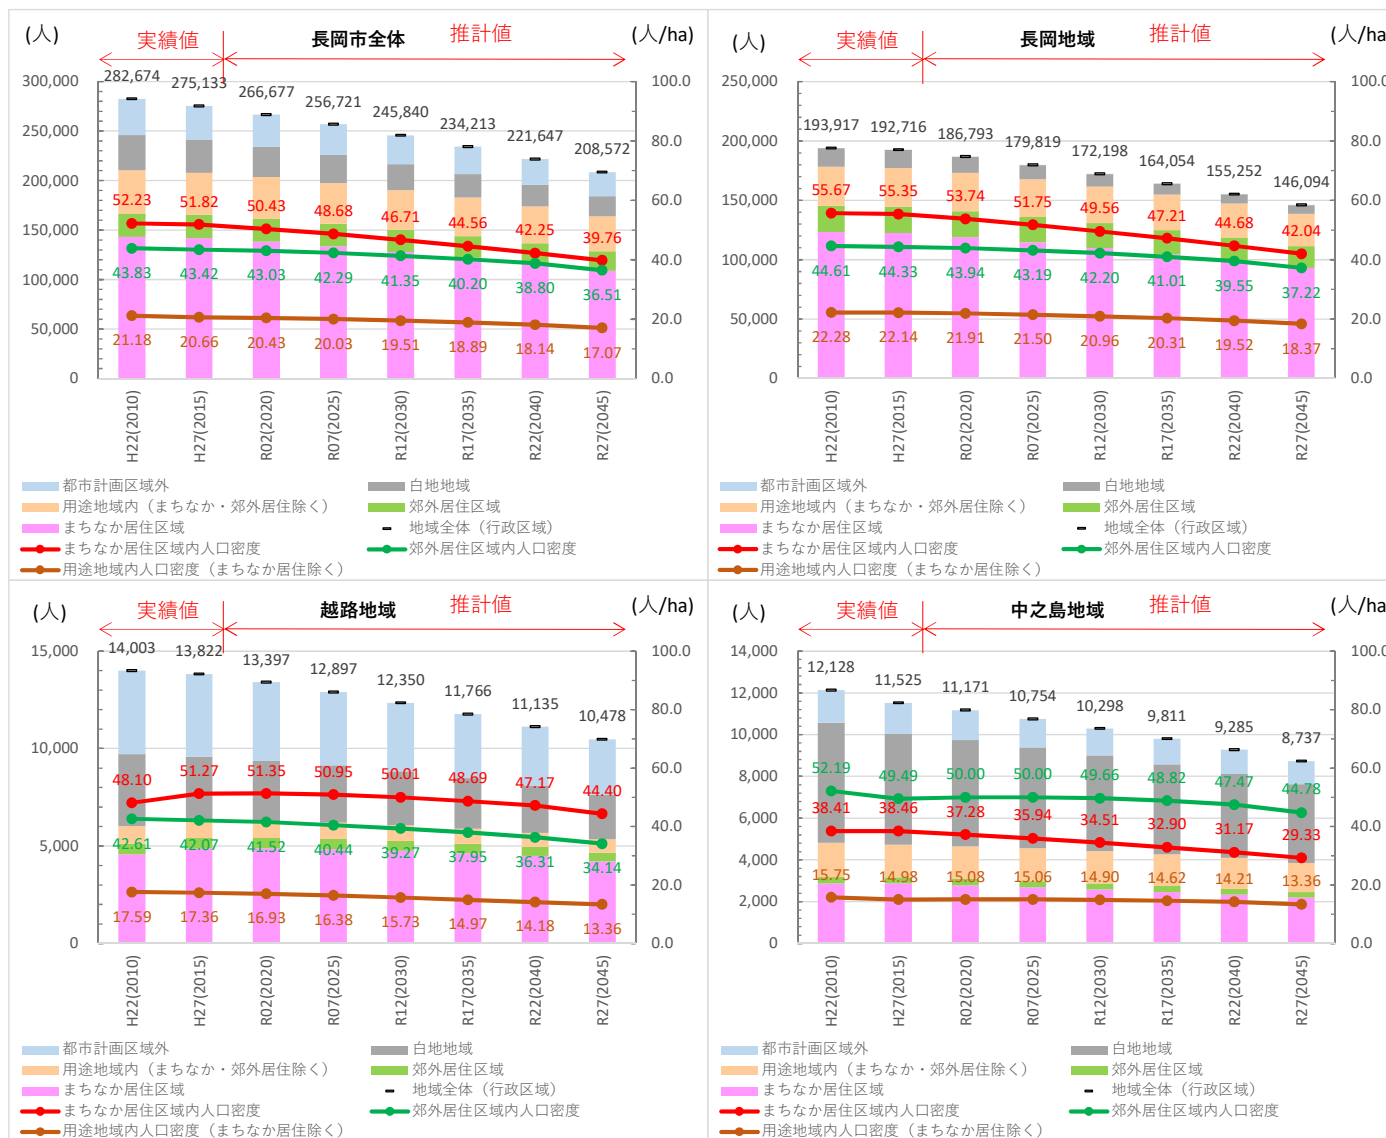 (人) 実績値 長岡市全体 推計値 (人/ha)
300,000 282,674 275,133 266,677 256,721 245,840 234,213 221,647 208,572 100.0
250,000 80.0
200,000
52.23 51.82 50.43 48.68 46.71 44.56 42.25 39.76 60.0
150,000
43.83 43.42 43.03 42.29 41.35 40.20 38.80 36.51 40.0
100,000
50,000 20.0
21.18 20.66 20.43 20.03 19.51 18.89 18.14 17.07
0 0.0
H22(2010) H27(2015) R02(2020) R07(2025) R12(2030) R17(2035) R22(2040) R27(2045)
都市計画区域外 白地地域
用途地域内（まちなか・郊外居住除く） 郊外居住区域
まちなか居住区域 地域全体（行政区域）
まちなか居住区域内人口密度 郊外居住区域内人口密度
用途地域内人口密度（まちなか居住除く）
(人) 実績値 長岡地域 推計値 (人/ha)
250,000 100.0
193,917 192,716 186,793 179,819 172,198 164,054 155,252 146,094
200,000 80.0
55.67 55.35 53.74 51.75 49.56 47.21 44.68 42.04
150,000 60.0
44.61 44.33 43.94 43.19 42.20 41.01 39.55 37.22
100,000 40.0
50,000 20.0
22.28 22.14 21.91 21.50 20.96 20.31 19.52 18.37
0 0.0
H22(2010) H27(2015) R02(2020) R07(2025) R12(2030) R17(2035) R22(2040) R27(2045)
都市計画区域外 白地地域
用途地域内（まちなか・郊外居住除く） 郊外居住区域
まちなか居住区域 地域全体（行政区域）
まちなか居住区域内人口密度 郊外居住区域内人口密度
用途地域内人口密度（まちなか居住除く）
(人) 実績値 越路地域 推計値 (人/ha)
15,000 14,003 13,822 13,397 12,897 12,350 11,766 11,135 10,478 100.0
80.0
10,000
48.10 51.27 51.35 50.95 50.01 48.69 47.17 44.40 60.0
5,000 42.61 42.07 41.52 40.44 39.27 37.95 36.31 34.14 40.0
20.0
17.59 17.36 16.93 16.38 15.73 14.97 14.18 13.36
0 0.0
H22(2010) H27(2015) R02(2020) R07(2025) R12(2030) R17(2035) R22(2040) R27(2045)
都市計画区域外 白地地域
用途地域内（まちなか・郊外居住除く） 郊外居住区域
まちなか居住区域 地域全体（行政区域）
まちなか居住区域内人口密度 郊外居住区域内人口密度
用途地域内人口密度（まちなか居住除く）
(人) 実績値 中之島地域 推計値 (人/ha)
14,000 100.0
12,128 11,525 11,171 10,754 10,298 9,811 9,285 8,737
12,000 80.0
10,000
8,000 52.19 49.49 50.00 50.00 49.66 48.82 47.47 44.78 60.0
6,000 38.41 38.46 37.28 35.94 34.51 32.90 31.17 29.33 40.0
4,000
15.75 14.98 15.08 15.06 14.90 14.62 14.21 13.36 20.0
2,000
0 0.0
H22(2010) H27(2015) R02(2020) R07(2025) R12(2030) R17(2035) R22(2040) R27(2045)
都市計画区域外 白地地域
用途地域内（まちなか・郊外居住除く） 郊外居住区域
まちなか居住区域 地域全体（行政区域）
まちなか居住区域内人口密度 郊外居住区域内人口密度
用途地域内人口密度（まちなか居住除く）